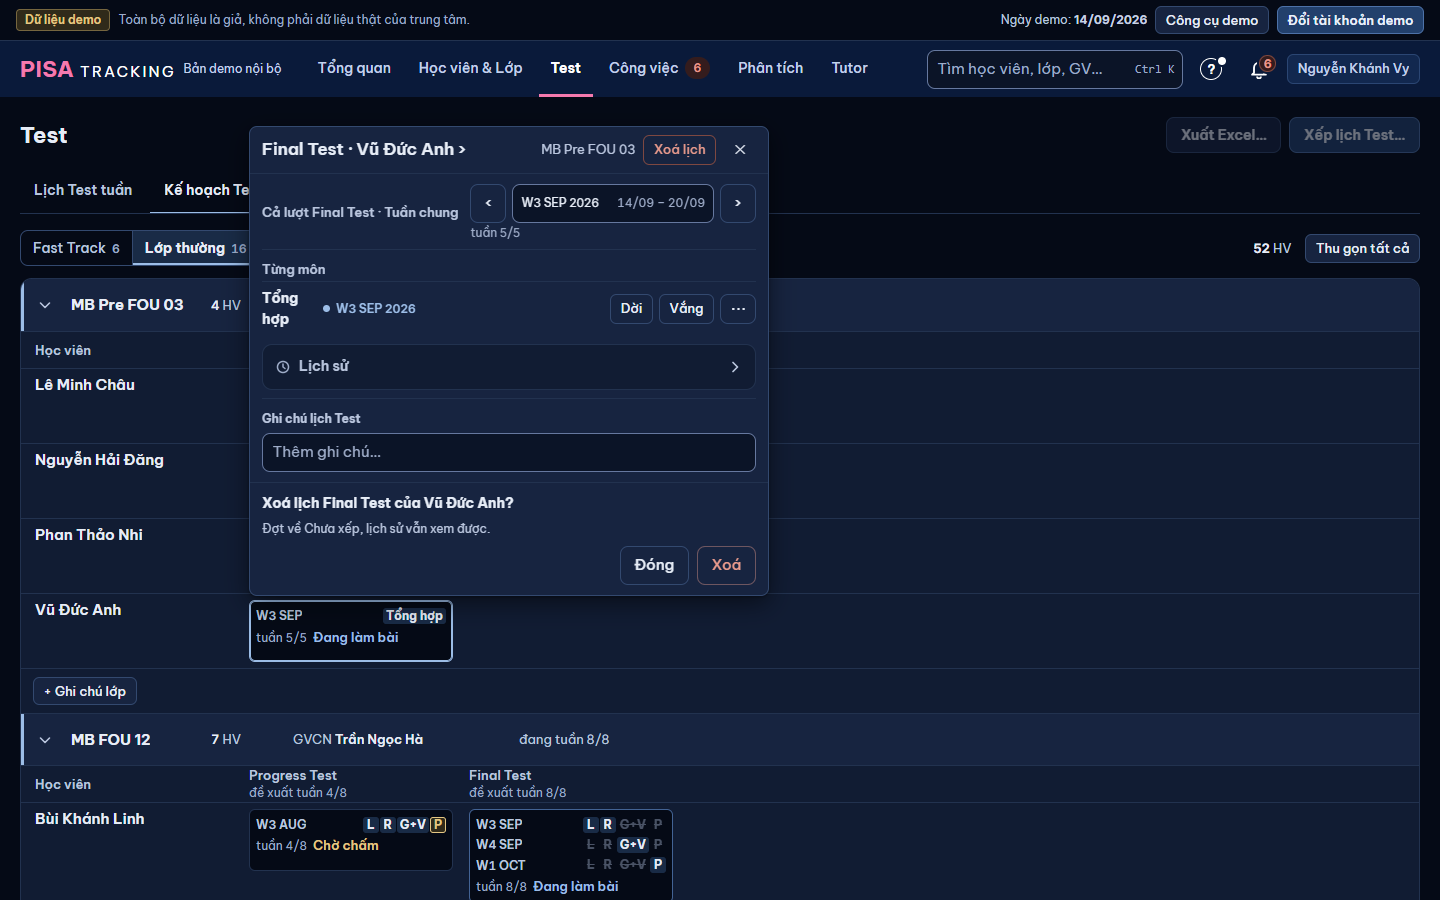 Dữ liệu demo Toàn bộ dữ liệu là giả, không phải dữ liệu thật của trung tâm. Ngày demo: 14/09/2026 Công cụ demo Đổi tài khoản demo
PISA TRACKING Bản demo nội bộ Tổng quan Học viên & Lớp Test Công việc 6 Phân tích Tutor Tìm học viên, lớp, GV... Ctrl K ? 6 Nguyễn Khánh Vy
Test Xuất Excel... Xếp lịch Test...
Lịch Test tuần Kế hoạch Te
Fast Track 6 Lớp thường 16 52 HV Thu gọn tất cả
Final Test · Vũ Đức Anh › MB Pre FOU 03 Xoá lịch ×
Cả lượt Final Test · Tuần chung ‹ W3 SEP 2026 14/09 – 20/09 ›
tuần 5/5
Từng môn
Tổng hợp W3 SEP 2026 Dời Vắng ...
Lịch sử
Ghi chú lịch Test
Thêm ghi chú...
Xoá lịch Final Test của Vũ Đức Anh?
Đợt về Chưa xếp, lịch sử vẫn xem được.
Đóng Xoá
MB Pre FOU 03 4 HV
Học viên
Lê Minh Châu
Nguyễn Hải Đăng
Phan Thảo Nhi
Vũ Đức Anh W3 SEP Tổng hợp
tuần 5/5 Đang làm bài
+ Ghi chú lớp
MB FOU 12 7 HV GVCN Trần Ngọc Hà đang tuần 8/8
Học viên Progress Test Final Test
đề xuất tuần 4/8 đề xuất tuần 8/8
Bùi Khánh Linh W3 AUG L R G+V P W3 SEP L R G+V P
tuần 4/8 Chờ chấm W4 SEP L R G+V P
W1 OCT L R G+V P
tuần 8/8 Đang làm bài